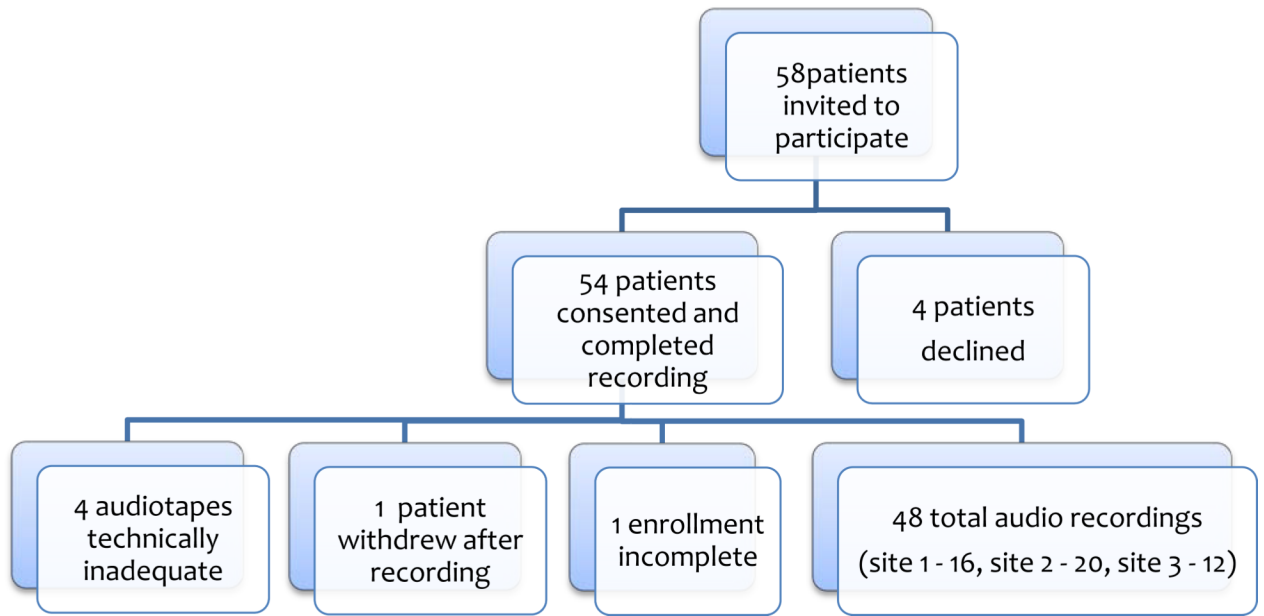 58patients
invited to
participate
54 patients
consented and
completed
recording
4 patients
declined
4 audiotapes
technically
inadequate
1 patient
withdrew after
recording
1 enrollment
incomplete
48 total audio recordings
(site 1 - 16, site 2 - 20, site 3 - 12)